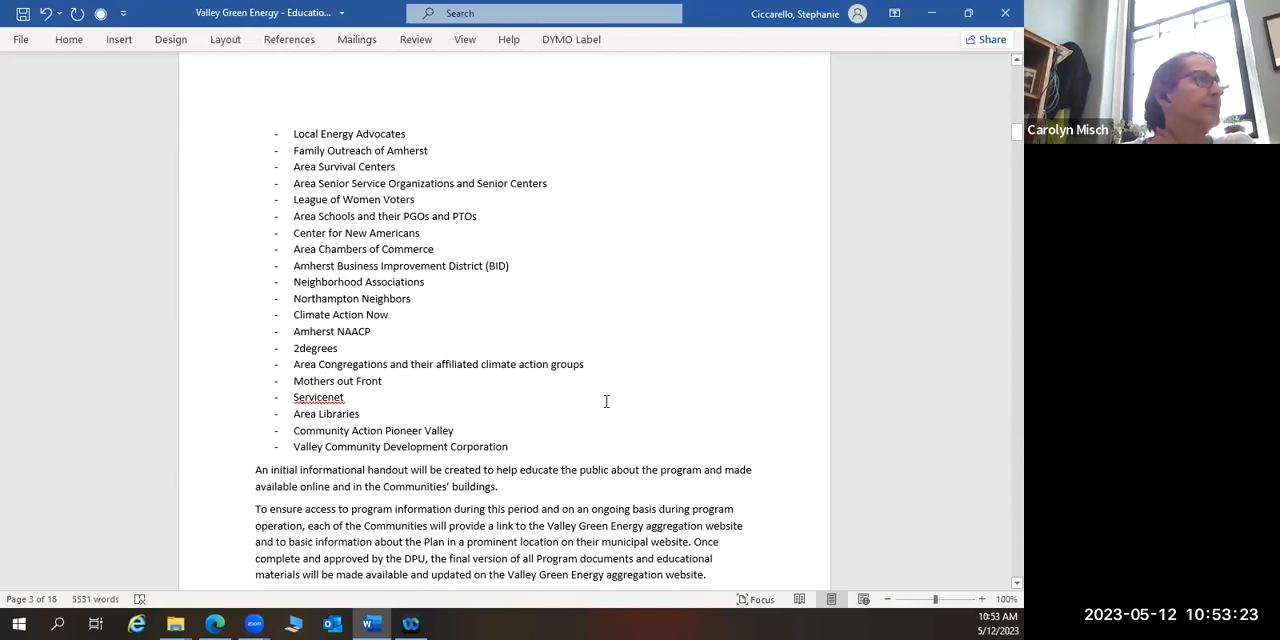 Valley Green Energy - Educatio...
Search
Ciccarello, Stephanie
File Home Insert Design Layout References Mailings Review View Help DYMO Label Share
- Local Energy Advocates
- Family Outreach of Amherst
- Area Survival Centers
- Area Senior Service Organizations and Senior Centers
- League of Women Voters
- Area Schools and their PGOs and PTOs
- Center for New Americans
- Area Chambers of Commerce
- Amherst Business Improvement District (BID)
- Neighborhood Associations
- Northampton Neighbors
- Climate Action Now
- Amherst NAACP
- 2degrees
- Area Congregations and their affiliated climate action groups
- Mothers out Front
- Servicenet
- Area Libraries
- Community Action Pioneer Valley
- Valley Community Development Corporation
An initial informational handout will be created to help educate the public about the program and made
available online and in the Communities’ buildings.
To ensure access to program information during this period and on an ongoing basis during program
operation, each of the Communities will provide a link to the Valley Green Energy aggregation website
and to basic information about the Plan in a prominent location on their municipal website. Once
complete and approved by the DPU, the final version of all Program documents and educational
materials will be made available and updated on the Valley Green Energy aggregation website.
Page 3 of 18 5531 words Focus 100%
10:53 AM
5/12/2023
Carolyn Misch
2023-05-12 10:53:23